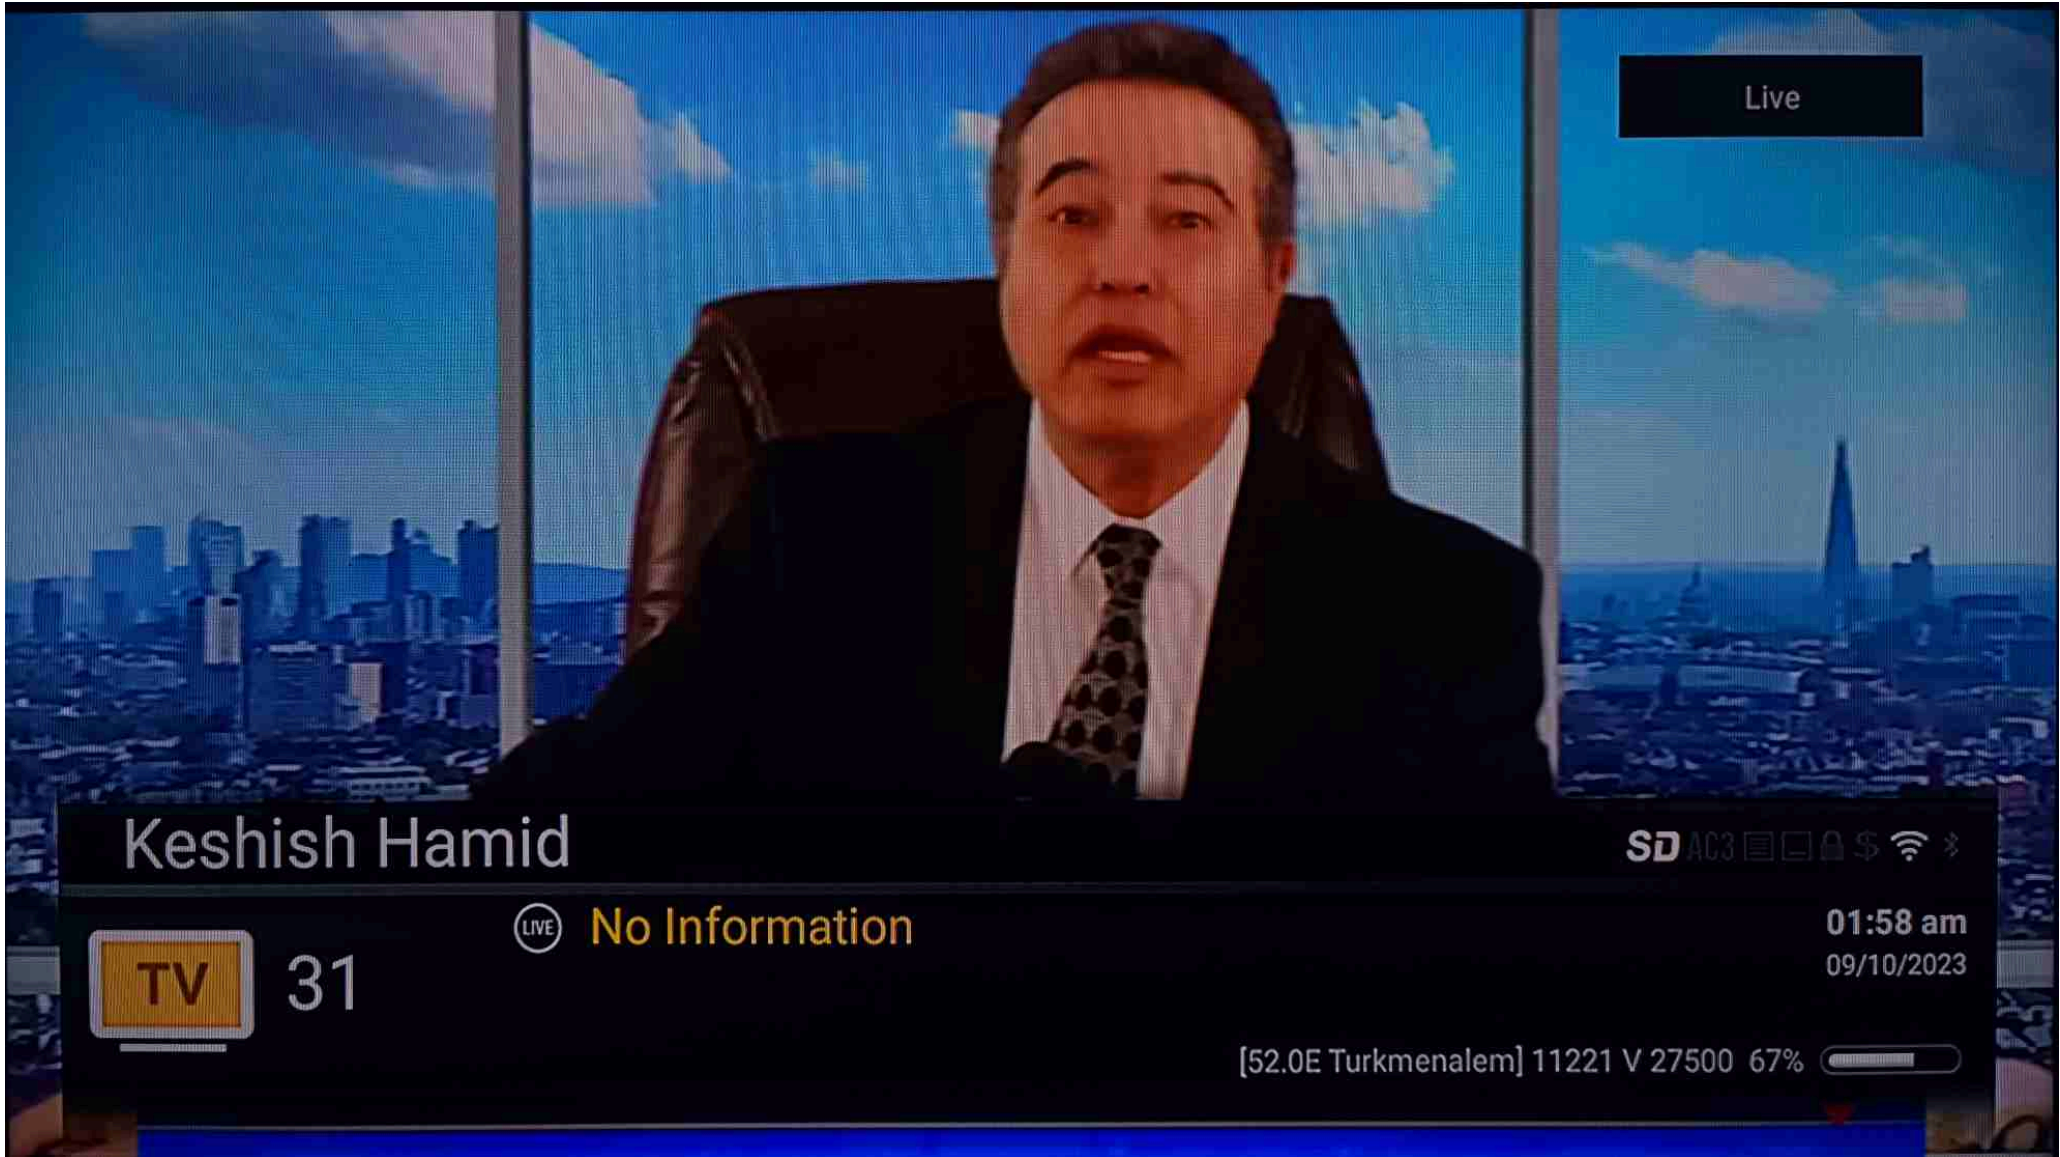 Live
Keshish Hamid
SD AC3 $
LIVE No Information
01:58 am
09/10/2023
TV 31
[52.0E Turkmenalem] 11221 V 27500 67%